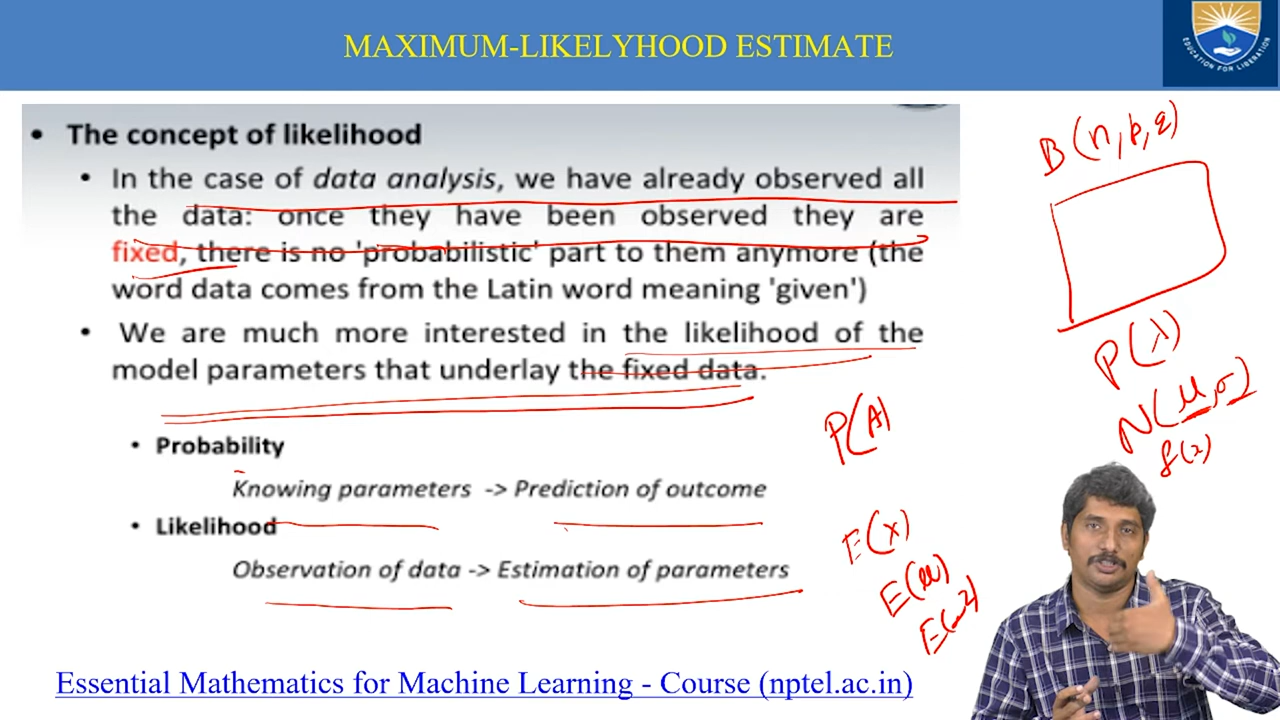 MAXIMUM-LIKELYHOOD ESTIMATE
EDUCATION FOR LIBERATION
• The concept of likelihood
• In the case of data analysis, we have already observed all
the data: once they have been observed they are
fixed, there is no 'probabilistic' part to them anymore (the
word data comes from the Latin word meaning 'given')
• We are much more interested in the likelihood of the
model parameters that underlay the fixed data.
• Probability
Knowing parameters -> Prediction of outcome
• Likelihood
Observation of data -> Estimation of parameters
B(n, p, q)
P(λ)
N(μ, σ)
f(x)
P(A)
E(X)
Essential Mathematics for Machine Learning - Course (nptel.ac.in)